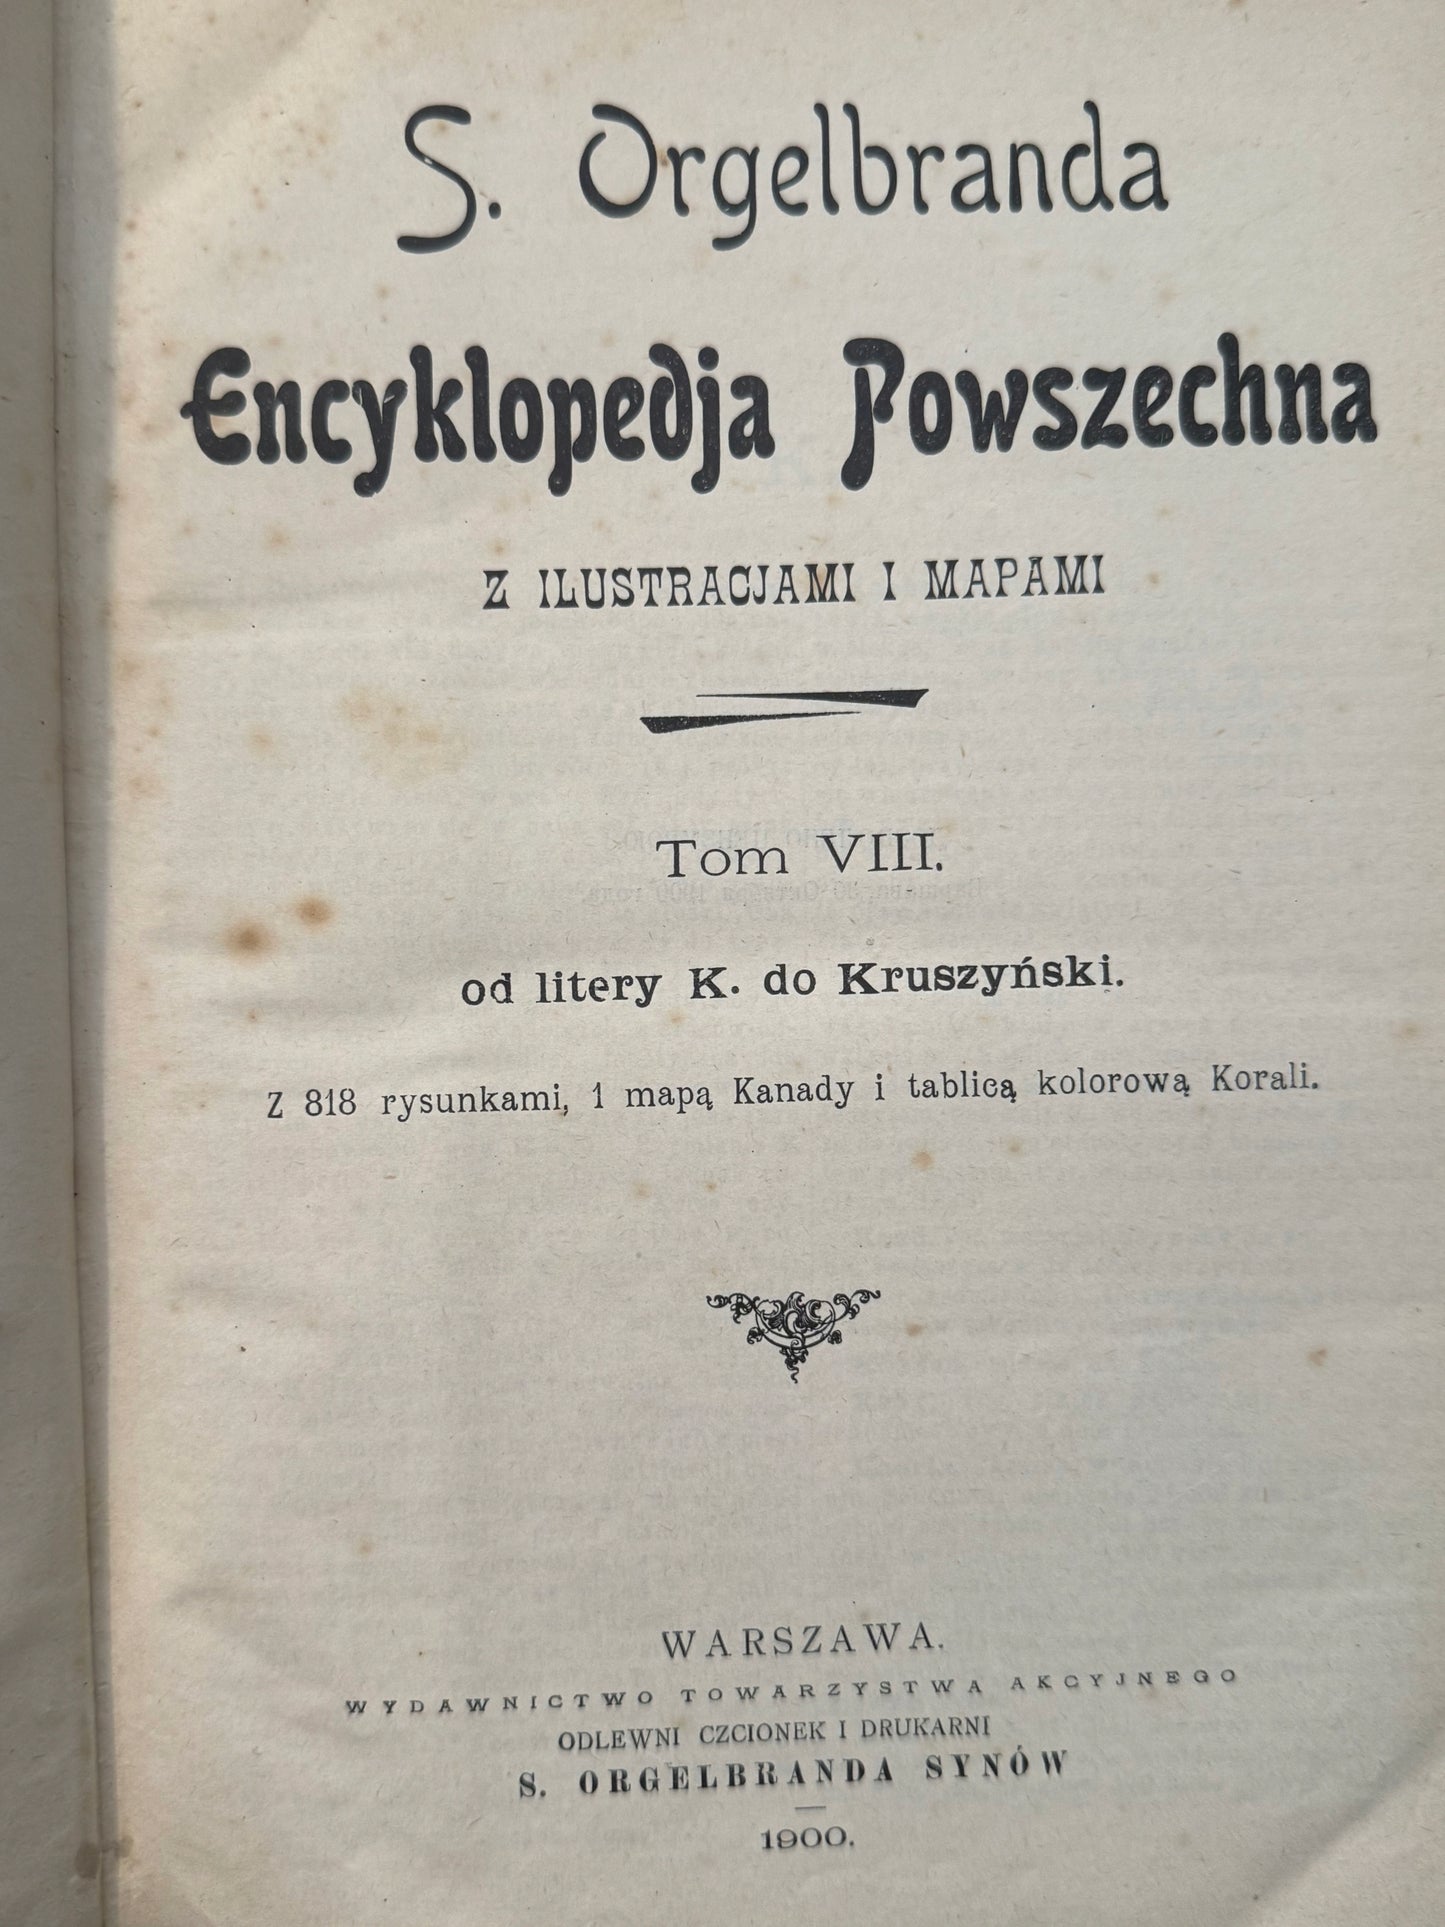 S. Orgelbranda
Encyklopedja Powszechna
Z ILUSTRACJAMI I MAPAMI
Tom VIII.
od litery K. do Kruszyński.
Z 818 rysunkami, 1 mapą Kanady i tablicą kolorową Korali.
WARSZAWA.
WYDAWNICTWO TOWARZYSTWA AKCYJNEGO
ODLEWNI CZCIONEK I DRUKARNI
S. ORGELBRANDA SYNÓW
1900.